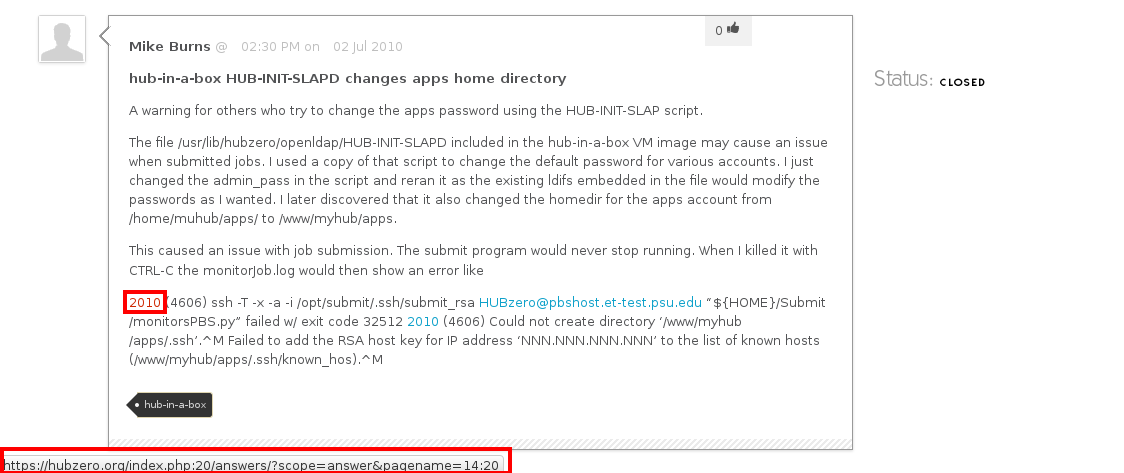 0
Mike Burns @ 02:30 PM on 02 Jul 2010
hub-in-a-box HUB-INIT-SLAPD changes apps home directory
Status: CLOSED
A warning for others who try to change the apps password using the HUB-INIT-SLAP script.
The file /usr/lib/hubzero/openldap/HUB-INIT-SLAPD included in the hub-in-a-box VM image may cause an issue
when submitted jobs. I used a copy of that script to change the default password for various accounts. I just
changed the admin_pass in the script and reran it as the existing ldifs embedded in the file would modify the
passwords as I wanted. I later discovered that it also changed the homedir for the apps account from
/home/muhub/apps/ to /www/myhub/apps.
This caused an issue with job submission. The submit program would never stop running. When I killed it with
CTRL-C the monitorJob.log would then show an error like
2010 (4606) ssh -T -x -a -i /opt/submit/.ssh/submit_rsa HUBzero@pbshost.et-test.psu.edu “${HOME}/Submit
/monitorsPBS.py” failed w/ exit code 32512 2010 (4606) Could not create directory ‘/www/myhub
/apps/.ssh’.^M Failed to add the RSA host key for IP address ’NNN.NNN.NNN.NNN’ to the list of known hosts
(/www/myhub/apps/.ssh/known_hos).^M
hub-in-a-box
https://hubzero.org/index.php:20/answers/?scope=answer&pagename=14:20